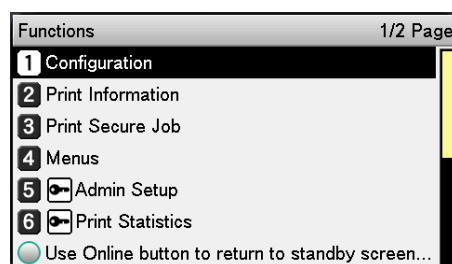 Functions 1/2 Page
1 Configuration
2 Print Information
3 Print Secure Job
4 Menus
5 Admin Setup
6 Print Statistics
Use Online button to return to standby screen...